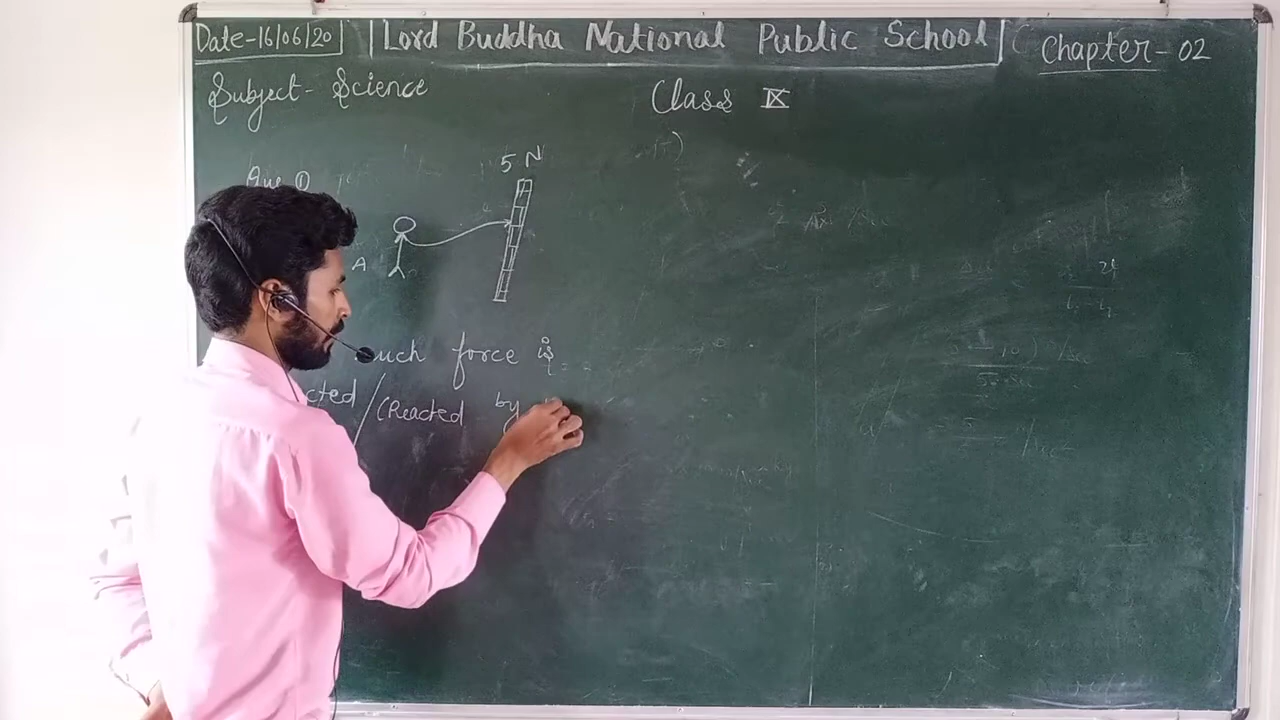 Date-16/06/20 Lord Buddha National Public School Chapter-02
Subject- Science Class IX
Que ①
5 N
A
uch force is
cted/(Reacted by